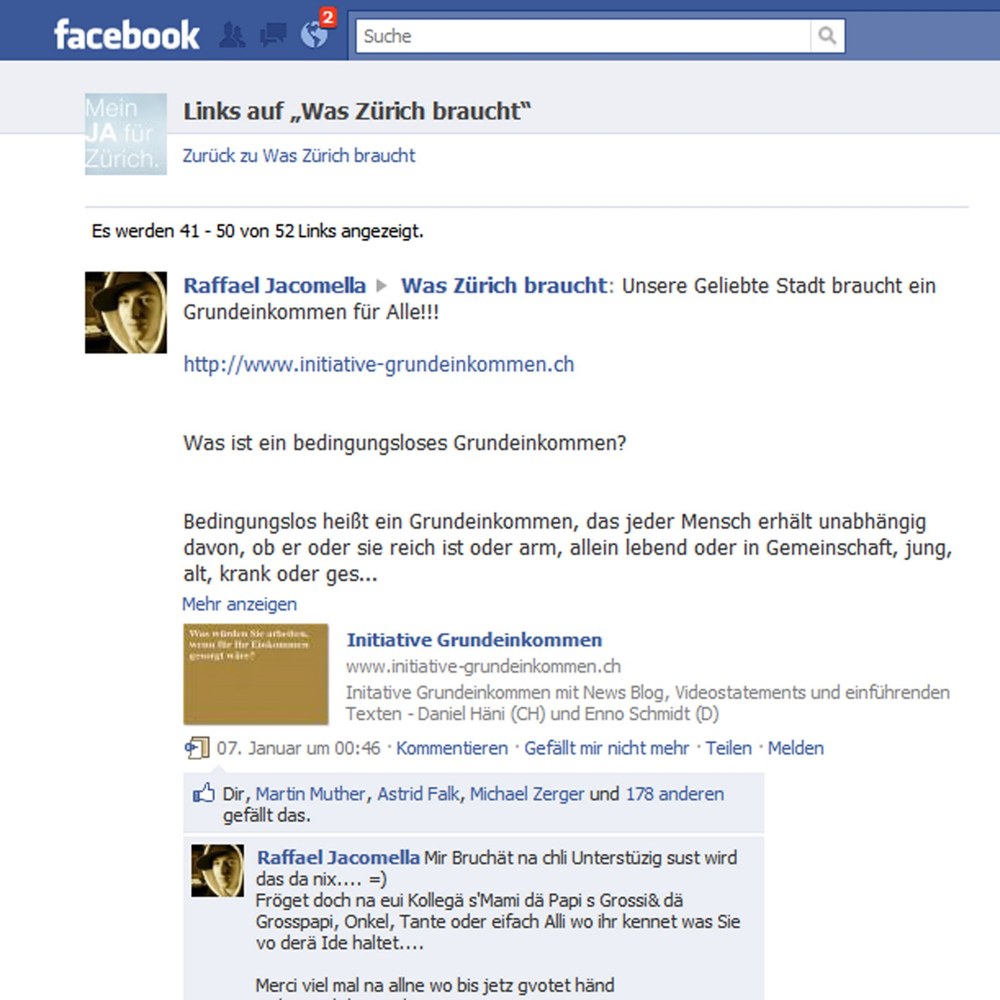 facebook
2
Suche
Mein
JA für
Zürich.
Links auf „Was Zürich braucht“
Zurück zu Was Zürich braucht
Es werden 41 - 50 von 52 Links angezeigt.
Raffael Jacomella Was Zürich braucht: Unsere Geliebte Stadt braucht ein
Grundeinkommen für Alle!!!
http://www.initiative-grundeinkommen.ch
Was ist ein bedingungsloses Grundeinkommen?
Bedingungslos heißt ein Grundeinkommen, das jeder Mensch erhält unabhängig
davon, ob er oder sie reich ist oder arm, allein lebend oder in Gemeinschaft, jung,
alt, krank oder ges...
Mehr anzeigen
Was würden Sie arbeiten,
wenn für Ihr Einkommen
gesorgt wäre?
Initiative Grundeinkommen
www.initiative-grundeinkommen.ch
Initative Grundeinkommen mit News Blog, Videostatements und einführenden
Texten - Daniel Häni (CH) und Enno Schmidt (D)
07. Januar um 00:46 · Kommentieren · Gefällt mir nicht mehr · Teilen · Melden
Dir, Martin Muther, Astrid Falk, Michael Zerger und 178 anderen
gefällt das.
Raffael Jacomella Mir Bruchät na chli Unterstüzig sust wird
das da nix.... =)
Fröget doch na eui Kollegä s'Mami dä Papi s Grossi& dä
Grosspapi, Onkel, Tante oder eifach Alli wo ihr kennet was Sie
vo derä Ide haltet....
Merci viel mal na allne wo bis jetz gvotet händ